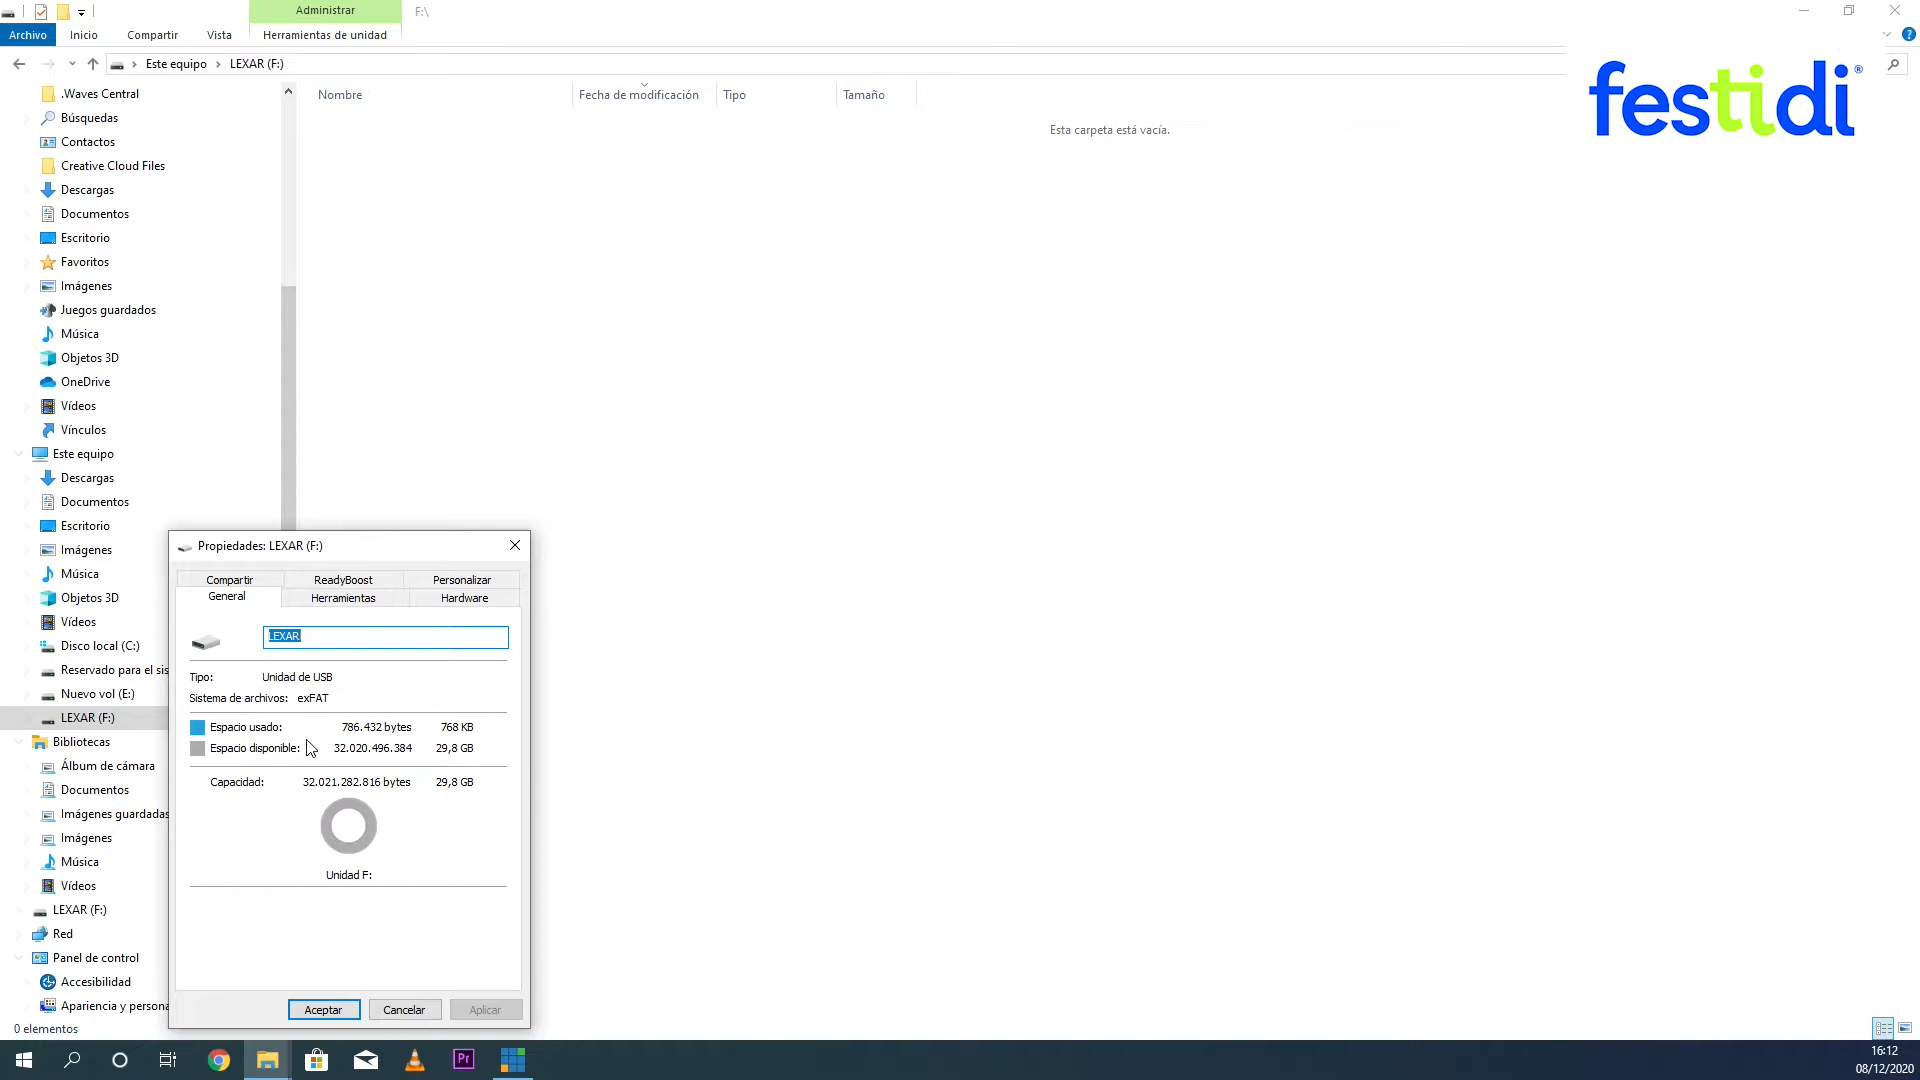 Administrar
F:\
Archivo
Inicio
Compartir
Vista
Herramientas de unidad
Este equipo
LEXAR (F:)
festidi®
Nombre
Fecha de modificación
Tipo
Tamaño
Esta carpeta está vacía.
.Waves Central
Búsquedas
Contactos
Creative Cloud Files
Descargas
Documentos
Escritorio
Favoritos
Imágenes
Juegos guardados
Música
Objetos 3D
OneDrive
Vídeos
Vínculos
Este equipo
Descargas
Documentos
Escritorio
Imágenes
Música
Objetos 3D
Vídeos
Disco local (C:)
Reservado para el sis
Nuevo vol (E:)
LEXAR (F:)
Bibliotecas
Álbum de cámara
Documentos
Imágenes guardadas
Imágenes
Música
Vídeos
LEXAR (F:)
Red
Panel de control
Accesibilidad
Apariencia y persona
0 elementos
Propiedades: LEXAR (F:)
Compartir
ReadyBoost
Personalizar
General
Herramientas
Hardware
LEXAR
Tipo: Unidad de USB
Sistema de archivos: exFAT
Espacio usado: 786.432 bytes 768 KB
Espacio disponible: 32.020.496.384 29,8 GB
Capacidad: 32.021.282.816 bytes 29,8 GB
Unidad F:
Aceptar
Cancelar
Aplicar
Pr
16:12
08/12/2020